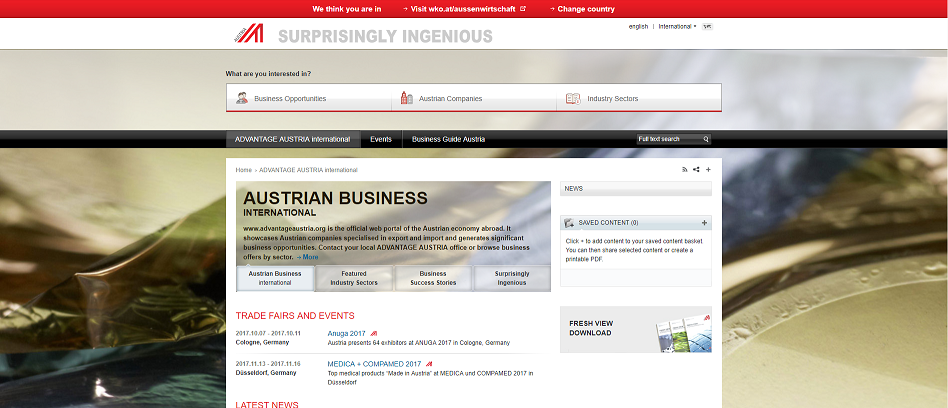 We think you are in → Visit wko.at/aussenwirtschaft → Change country
english | International
SURPRISINGLY INGENIOUS
What are you interested in?
Business Opportunities
Austrian Companies
Industry Sectors
ADVANTAGE AUSTRIA international
Events
Business Guide Austria
Full text search
Home » ADVANTAGE AUSTRIA international
AUSTRIAN BUSINESS
INTERNATIONAL
www.advantageaustria.org is the official web portal of the Austrian economy abroad. It
showcases Austrian companies specialised in export and import and generates significant
business opportunities. Contact your local ADVANTAGE AUSTRIA office or browse business
offers by sector. → More
Austrian Business
international
Featured
Industry Sectors
Business
Success Stories
Surprisingly
Ingenious
NEWS
SAVED CONTENT (0) +
Click + to add content to your saved content basket.
You can then share selected content or create a
printable PDF.
TRADE FAIRS AND EVENTS
2017.10.07 - 2017.10.11
Cologne, Germany
Anuga 2017
Austria presents 64 exhibitors at ANUGA 2017 in Cologne, Germany
2017.11.13 - 2017.11.16
Düsseldorf, Germany
MEDICA + COMPAMED 2017
Top medical products "Made in Austria" at MEDICA und COMPAMED 2017 in
Düsseldorf
FRESH VIEW
DOWNLOAD
LATEST NEWS